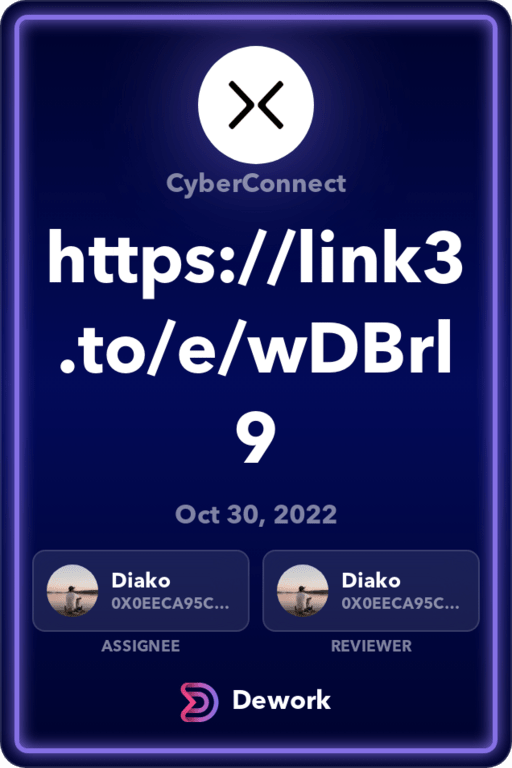 CyberConnect
https://link3
.to/e/wDBrl
9
Oct 30, 2022
Diako
0X0EECA95C...
Diako
0X0EECA95C...
ASSIGNEE
REVIEWER
Dework